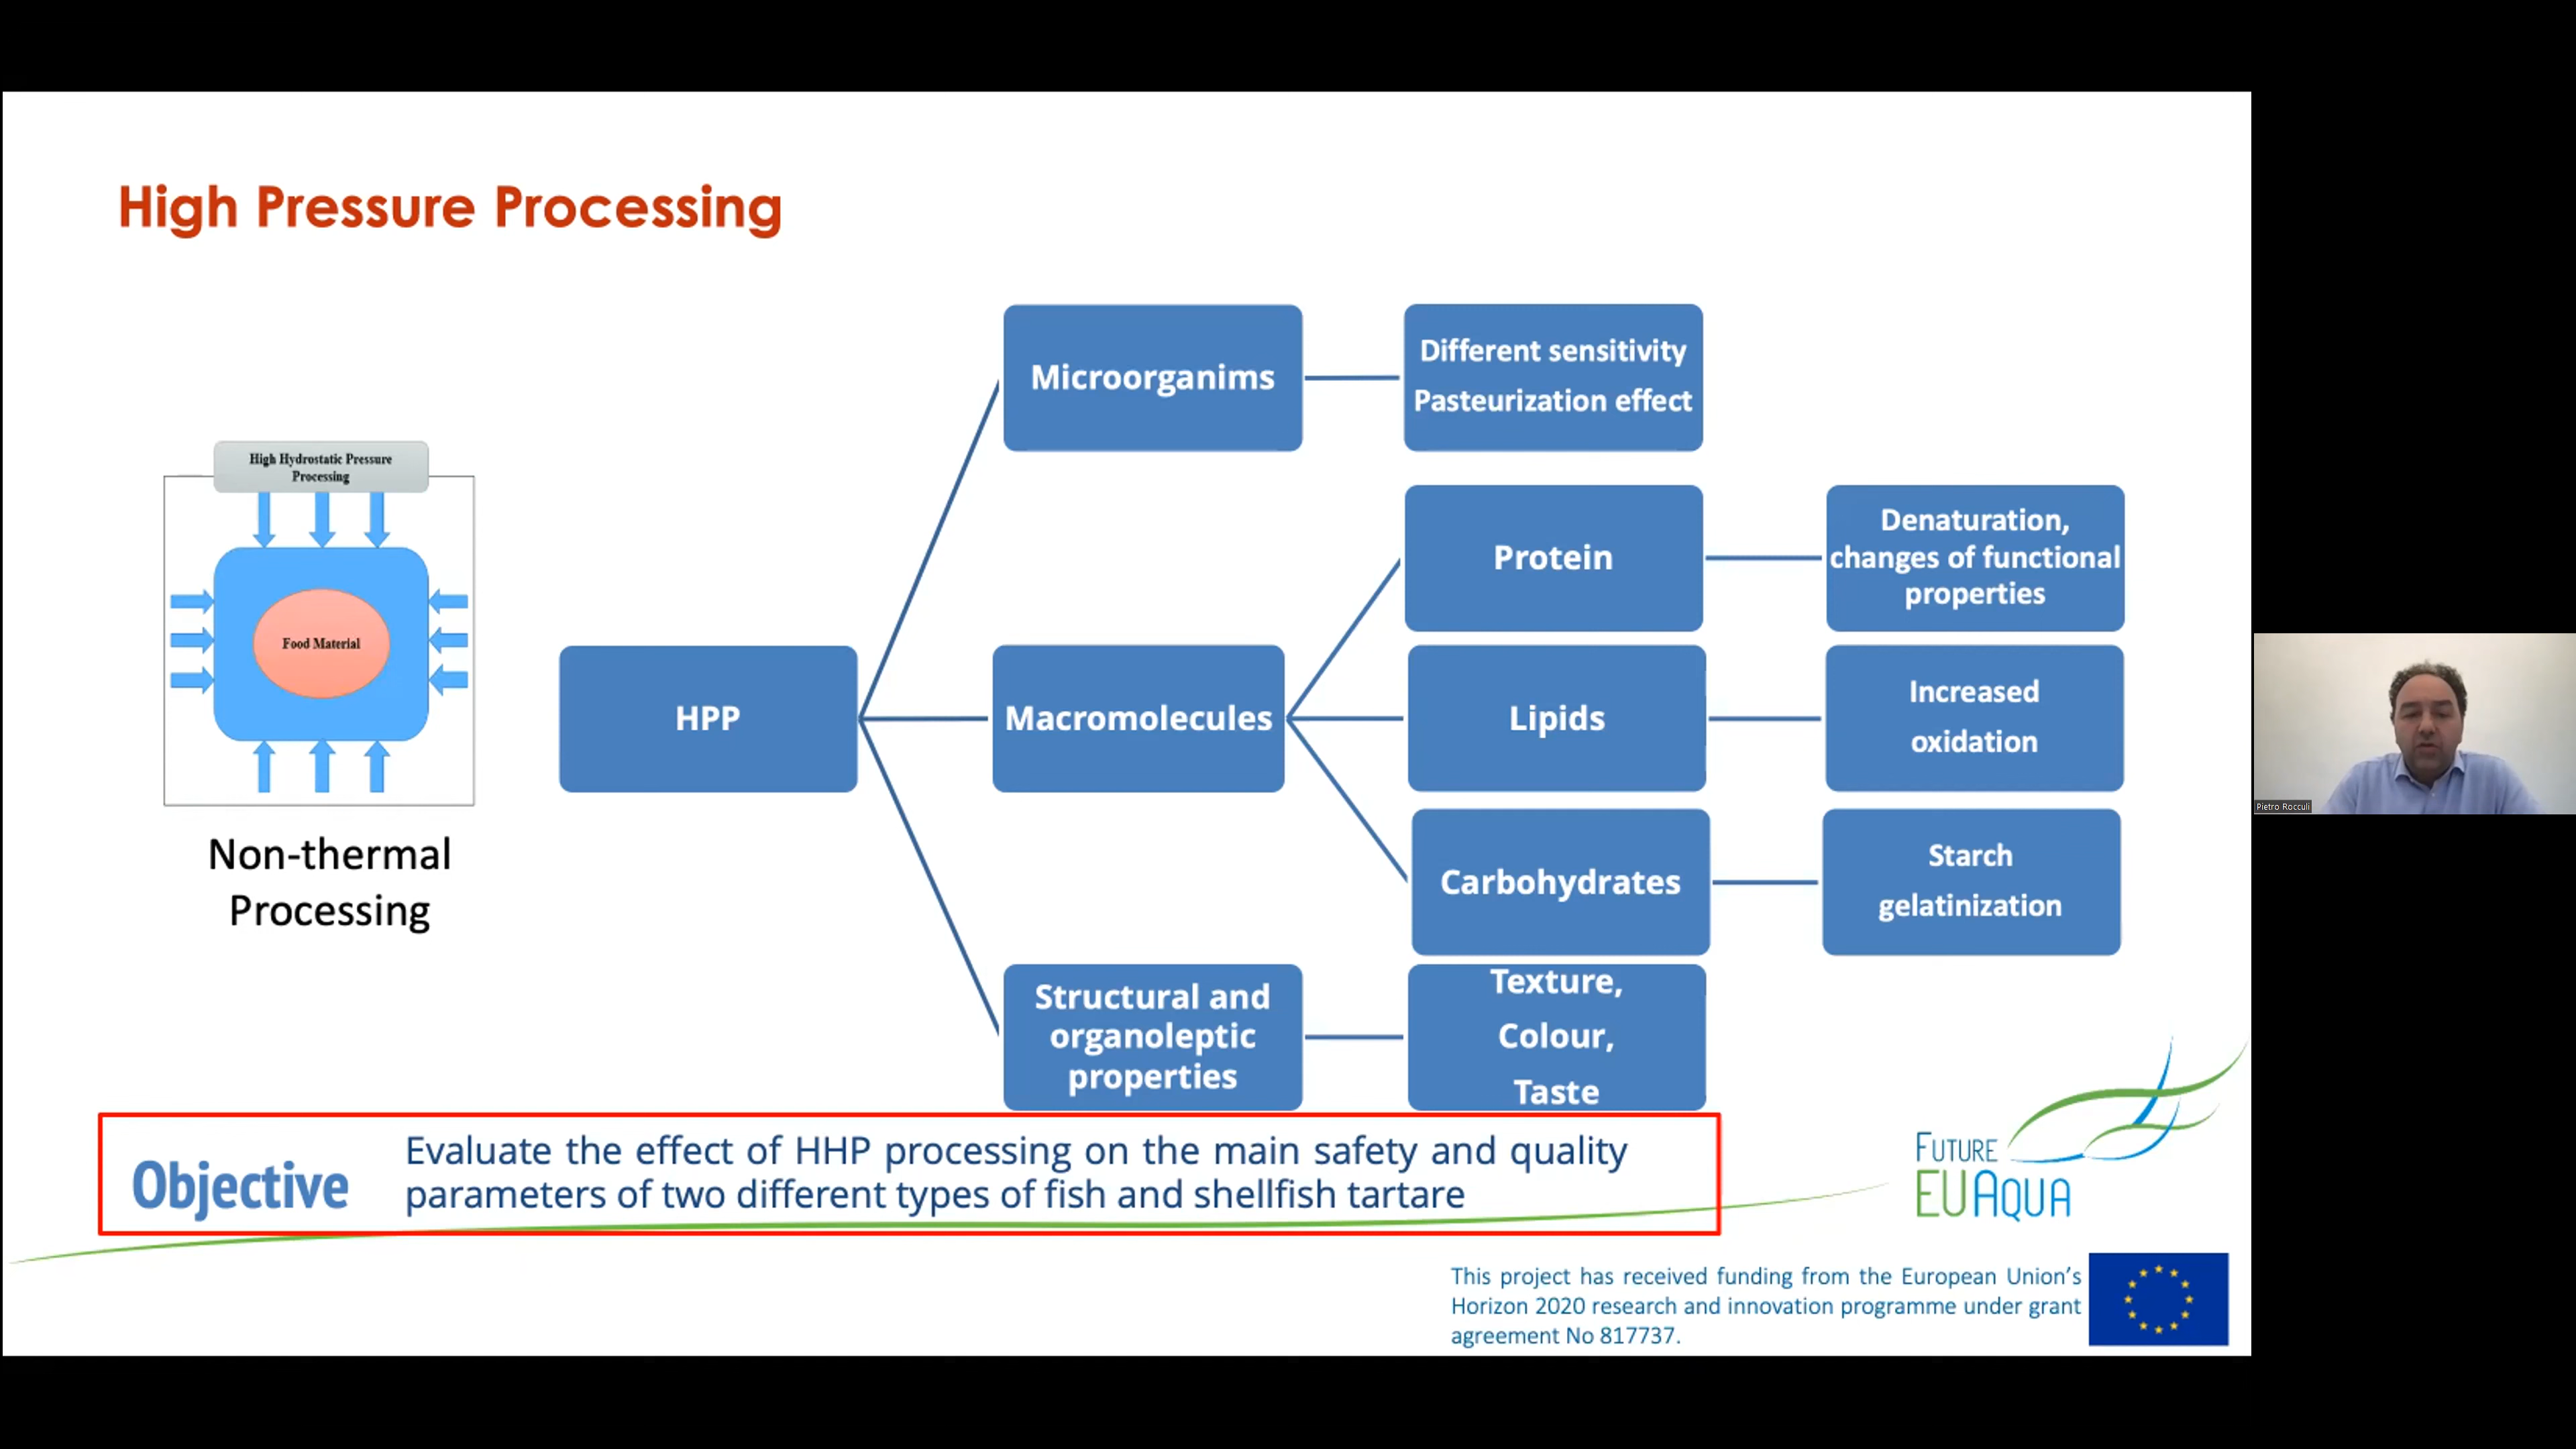 High Pressure Processing
High Hydrostatic Pressure
Processing
Food Material
Non-thermal
Processing
HPP
Microorganims
Different sensitivity
Pasteurization effect
Macromolecules
Protein
Denaturation,
changes of functional
properties
Lipids
Increased
oxidation
Carbohydrates
Starch
gelatinization
Structural and
organoleptic
properties
Texture,
Colour,
Taste
Objective
Evaluate the effect of HHP processing on the main safety and quality
parameters of two different types of fish and shellfish tartare
FUTURE
EUAQUA
This project has received funding from the European Union’s
Horizon 2020 research and innovation programme under grant
agreement No 817737.
Pietro Rocculi